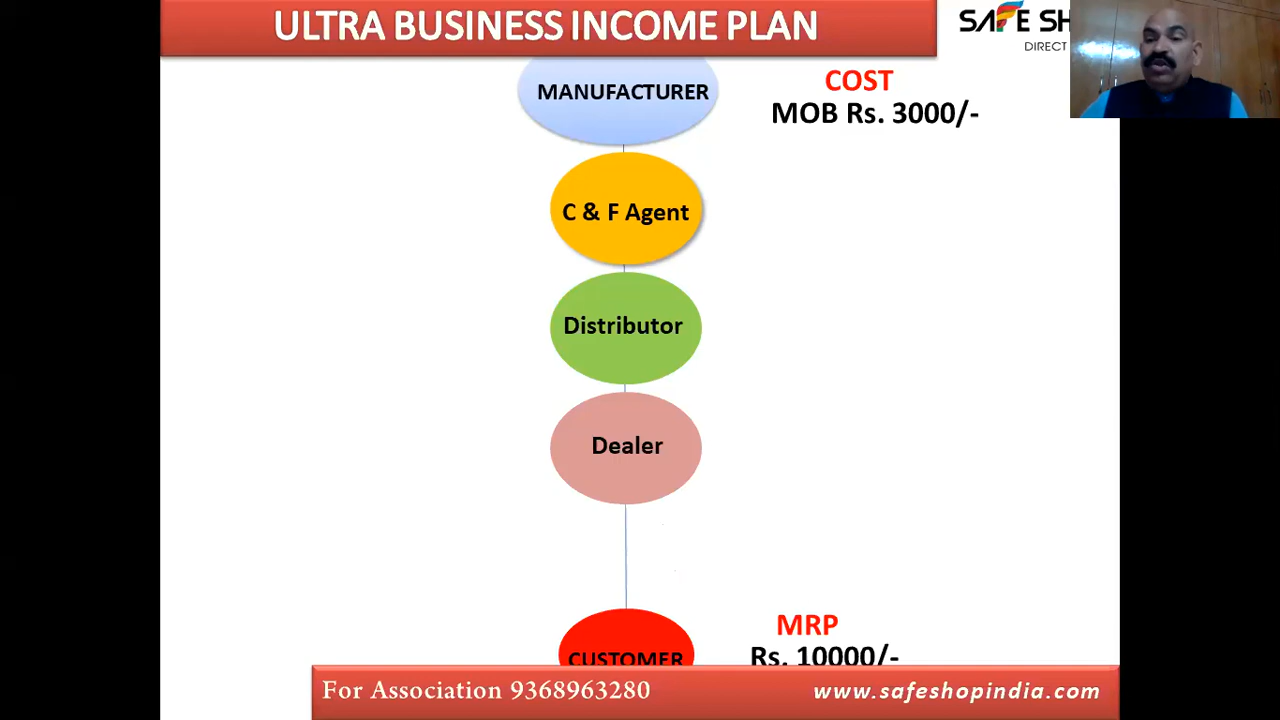 ULTRA BUSINESS INCOME PLAN
SAFE SH
DIRECT
MANUFACTURER
COST
MOB Rs. 3000/-
C & F Agent
Distributor
Dealer
CUSTOMER
MRP
Rs. 10000/-
For Association 9368963280
www.safeshopindia.com